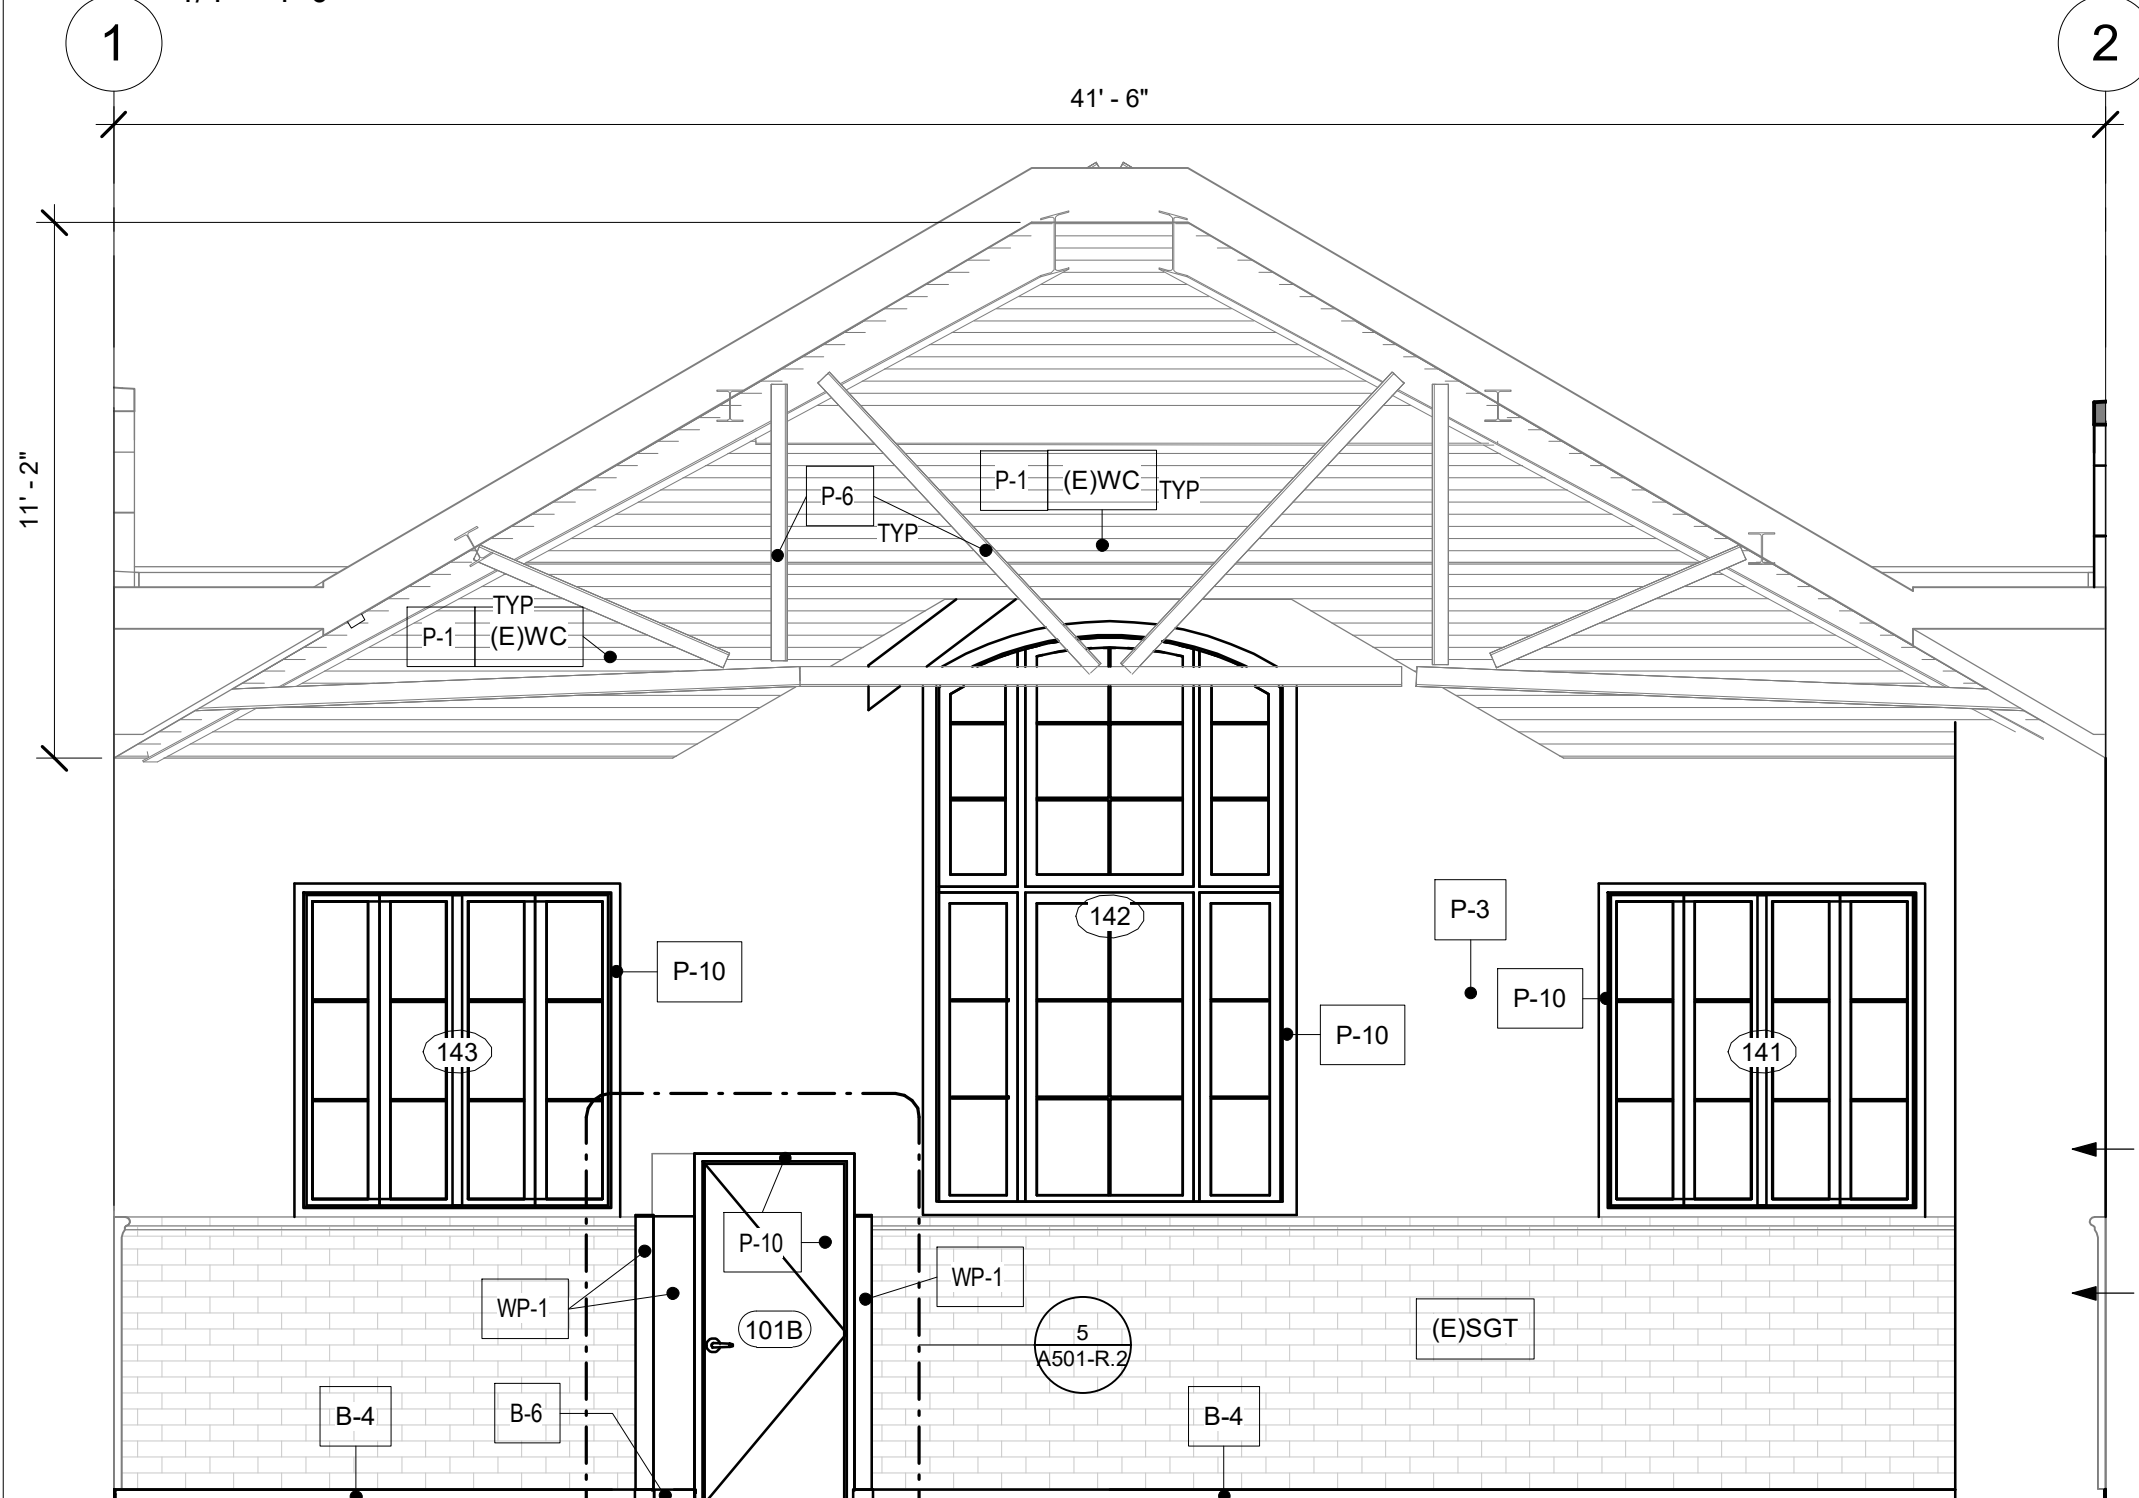 1
2
41' - 6"
11' - 2"
P-1 (E)WC TYP
P-6
TYP
TYP
P-1 (E)WC
P-3
142
P-10
P-10
P-10
143
141
P-10
WP-1
WP-1
101B
5
A501-R.2
(E)SGT
B-4
B-6
B-4